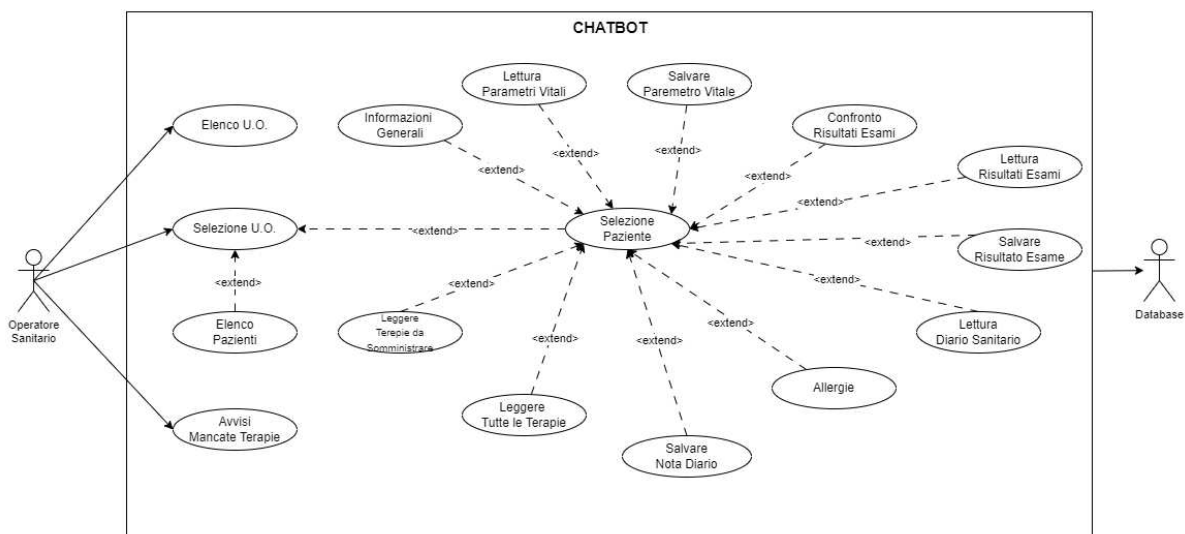 CHATBOT
Lettura
Parametri Vitali
Salvare
Paremetro Vitale
Informazioni
Generali
Confronto
Risultati Esami
Elenco U.O.
<extend>
<extend>
<extend>
<extend>
Lettura
Risultati Esami
<extend>
Selezione U.O.
<extend>
Selezione
Paziente
<extend>
Salvare
Risultato Esame
<extend>
<extend>
<extend>
Operatore
Sanitario
Elenco
Pazienti
Leggere
Terepie da
Somministrare
<extend>
<extend>
<extend>
Lettura
Diario Sanitario
Database
Allergie
Avvisi
Mancate Terapie
Leggere
Tutte le Terapie
Salvare
Nota Diario